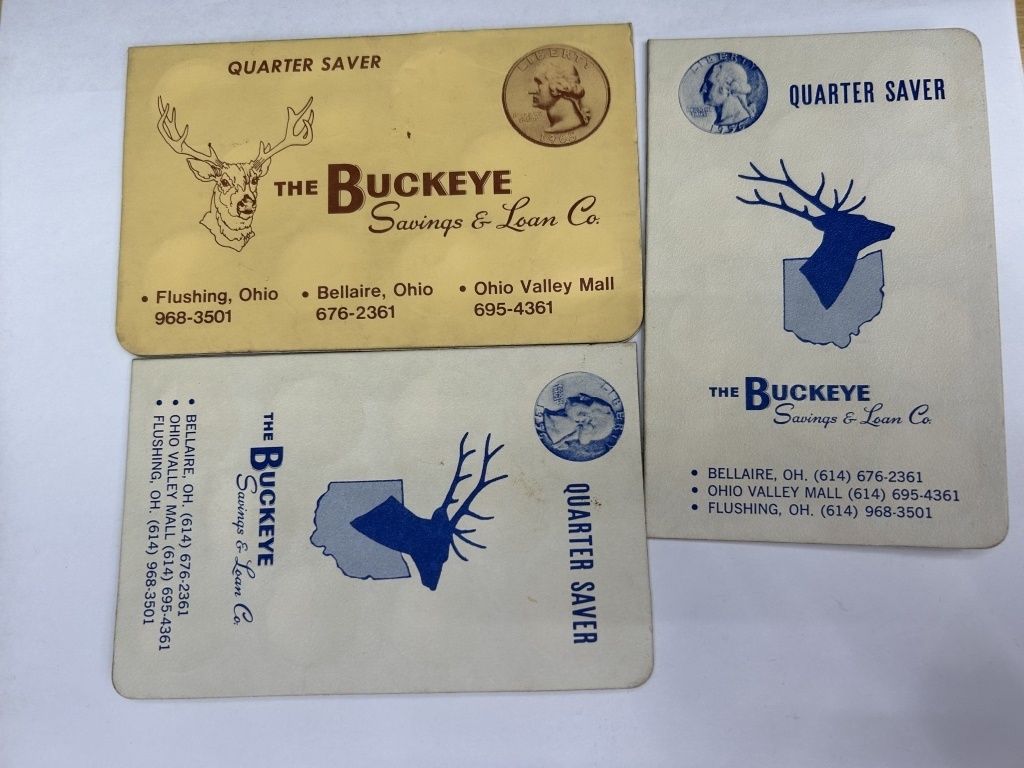 QUARTER SAVER
LIBERTY
THE BUCKEYE
Savings & Loan Co.
• Flushing, Ohio
968-3501
• Bellaire, Ohio
676-2361
• Ohio Valley Mall
695-4361
LIBERTY
QUARTER SAVER
THE BUCKEYE
Savings & Loan Co.
• BELLAIRE, OH. (614) 676-2361
• OHIO VALLEY MALL (614) 695-4361
• FLUSHING, OH. (614) 968-3501
LIBERTY
QUARTER SAVER
THE BUCKEYE
Savings & Loan Co.
• BELLAIRE, OH. (614) 676-2361
• OHIO VALLEY MALL (614) 695-4361
• FLUSHING, OH. (614) 968-3501